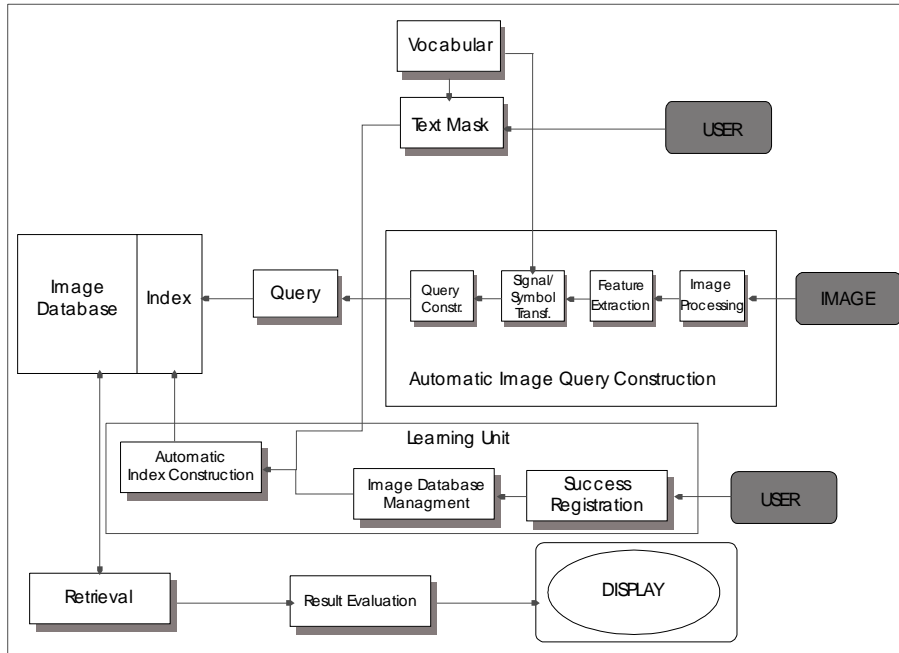 Vocabular
Text Mask
USER
Image
Database
Index
Query
Query
Constr.
Signal/
Symbol
Transf.
Feature
Extraction
Image
Processing
IMAGE
Automatic Image Query Construction
Learning Unit
Automatic
Index Construction
Image Database
Managment
Success
Registration
USER
Retrieval
Result Evaluation
DISPLAY